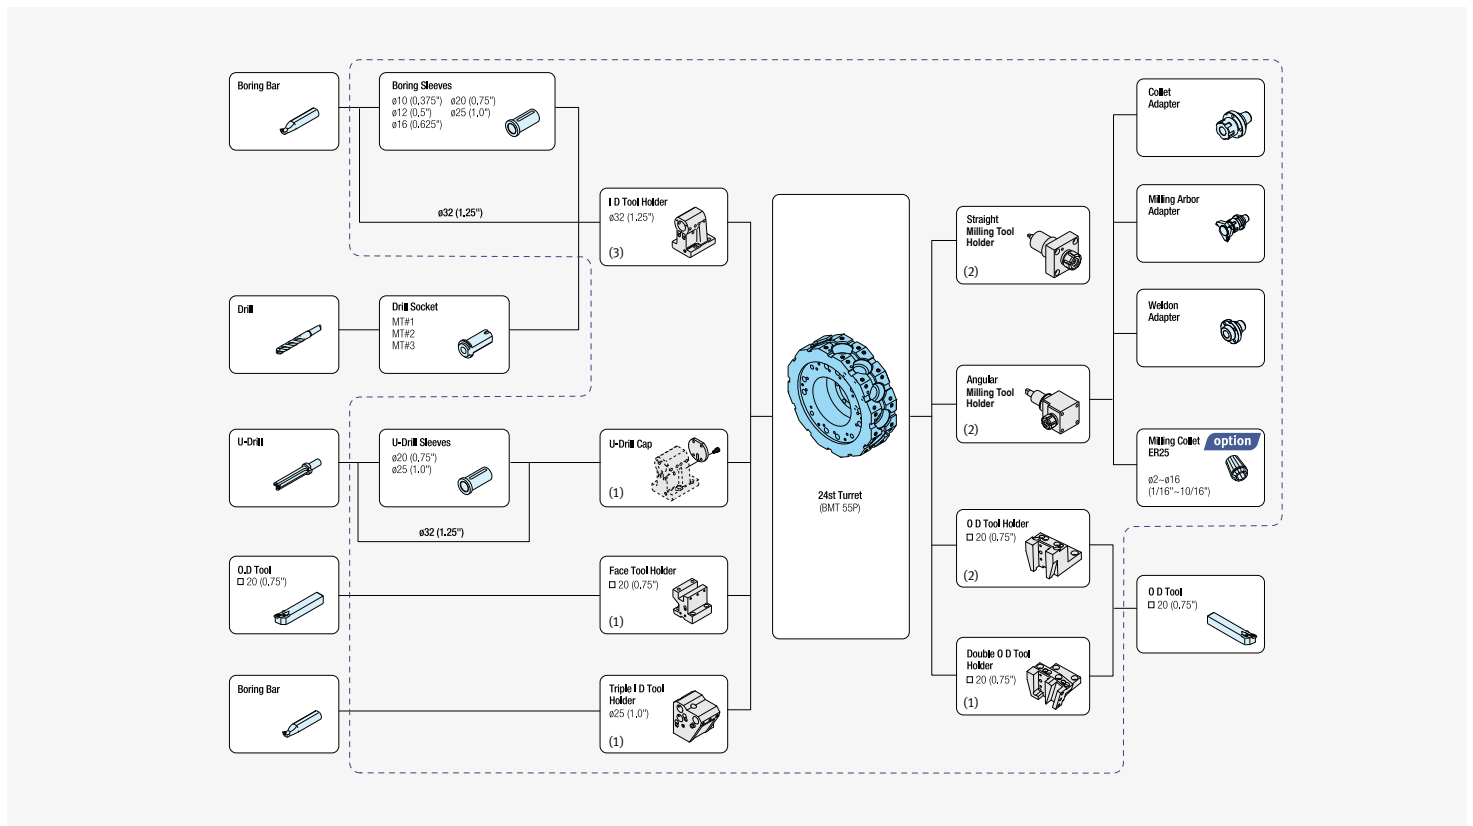 Boring Bar
Boring Sleeves
ø10 (0.375") ø20 (0.75")
ø12 (0.5") ø25 (1.0")
ø16 (0.625")
ø32 (1.25")
I D Tool Holder
ø32 (1.25")
(3)
Drill
Drill Socket
MT#1
MT#2
MT#3
U-Drill
U-Drill Sleeves
ø20 (0.75")
ø25 (1.0")
ø32 (1.25")
U-Drill Cap
(1)
O.D Tool
□ 20 (0.75")
Face Tool Holder
□ 20 (0.75")
(1)
Boring Bar
Triple I D Tool
Holder
ø25 (1.0")
(1)
24st Turret
(BMT 55P)
Straight
Milling Tool
Holder
(2)
Angular
Milling Tool
Holder
(2)
O D Tool Holder
□ 20 (0.75")
(2)
Double O D Tool
Holder
□ 20 (0.75")
(1)
Collet
Adapter
Milling Arbor
Adapter
Weldon
Adapter
Milling Collet option
ER25
ø2~ø16
(1/16"~10/16")
O D Tool
□ 20 (0.75")